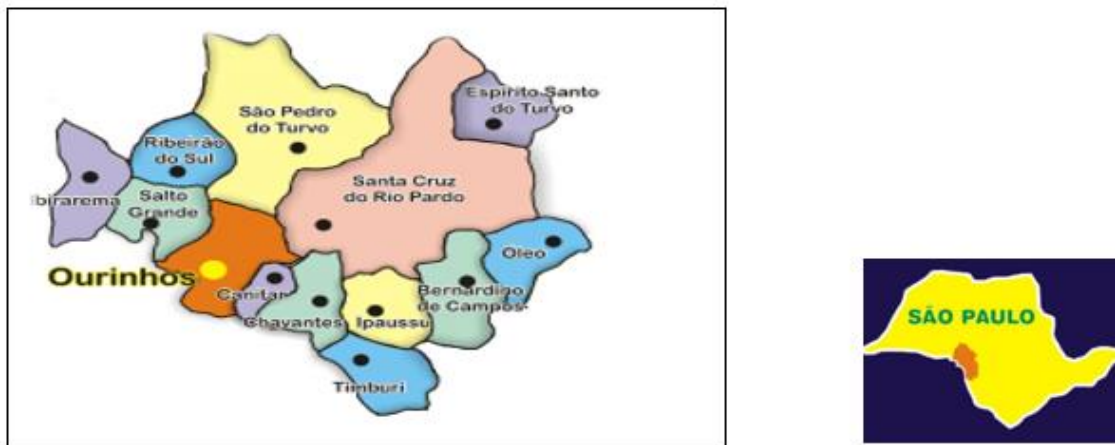 Espírito Santo
do Turvo
São Pedro
do Turvo
Ribeirão
do Sul
Santa Cruz
do Rio Pardo
Ibirarema
Salto
Grande
Óleo
Ourinhos
Canitar
Bernardino
de Campos
Chavantes
Ipaussu
Timburi
SÃO PAULO